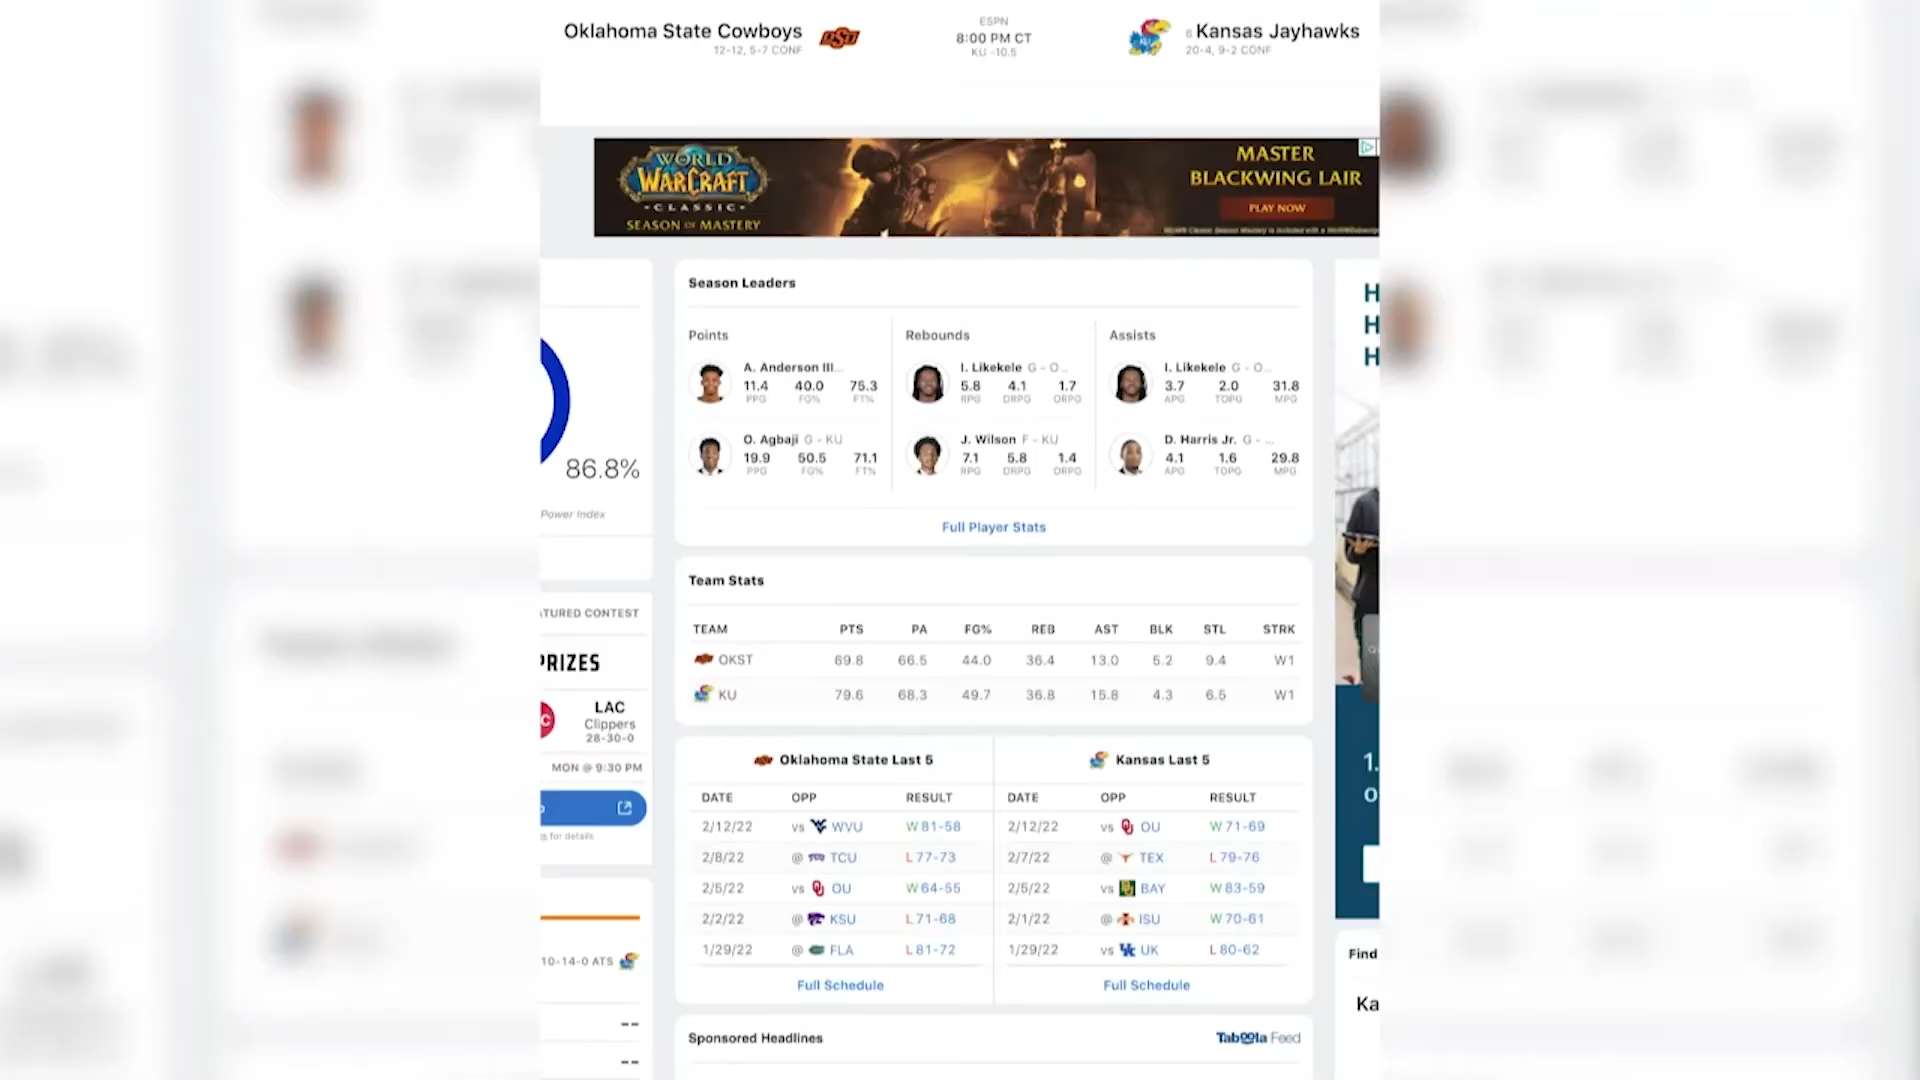 Oklahoma State Cowboys
12-12, 5-7 CONF
ESPN
8:00 PM CT
KU -10.5
6 Kansas Jayhawks
20-4, 9-2 CONF
WORLD
WARCRAFT
CLASSIC
SEASON OF MASTERY
MASTER
BLACKWING LAIR
PLAY NOW
Season Leaders
Points
Rebounds
Assists
A. Anderson III...
11.4 40.0 75.3
PPG FG% FT%
I. Likekele G - O...
5.8 4.1 1.7
RPG DRPG ORPG
I. Likekele G - O...
3.7 2.0 31.8
APG TOPG MPG
O. Agbaji G - KU
19.9 50.5 71.1
PPG FG% FT%
J. Wilson F - KU
7.1 5.8 1.4
RPG DRPG ORPG
D. Harris Jr. G - ...
4.1 1.6 29.8
APG TOPG MPG
Full Player Stats
86.8%
Power Index
Team Stats
TEAM PTS PA FG% REB AST BLK STL STRK
OKST 69.8 66.5 44.0 36.4 13.0 5.2 9.4 W1
KU 79.6 68.3 49.7 36.8 15.8 4.3 6.5 W1
ATURED CONTEST
PRIZES
LAC
Clippers
28-30-0
MON @ 9:30 PM
s for details.
10-14-0 ATS
--
--
Oklahoma State Last 5
DATE OPP RESULT
2/12/22 vs WVU W 81-58
2/8/22 @ TCU L 77-73
2/5/22 vs OU W 64-55
2/2/22 @ KSU L 71-68
1/29/22 @ FLA L 81-72
Full Schedule
Kansas Last 5
DATE OPP RESULT
2/12/22 vs OU W 71-69
2/7/22 @ TEX L 79-76
2/5/22 vs BAY W 83-59
2/1/22 @ ISU W 70-61
1/29/22 vs UK L 80-62
Full Schedule
Sponsored Headlines
Taboola Feed
H
H
H
1.
O
Find
Ka